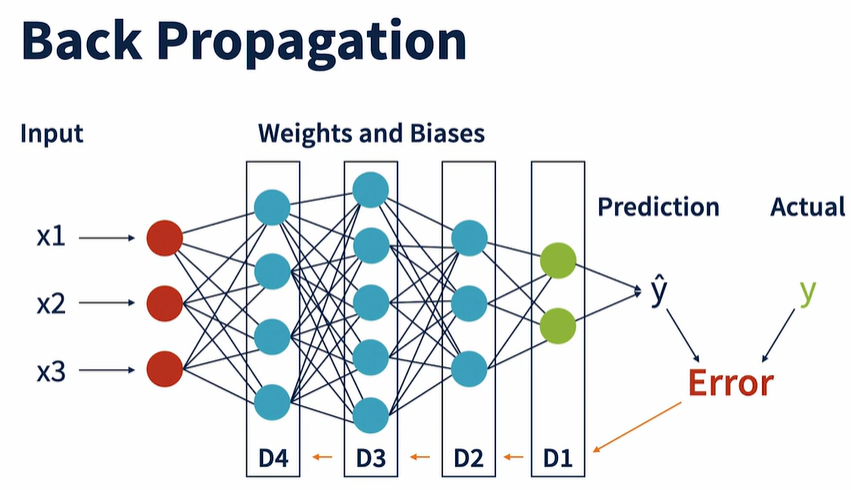 Back Propagation
Input
Weights and Biases
Prediction
Actual
x1
x2
x3
ŷ
y
Error
D4
D3
D2
D1